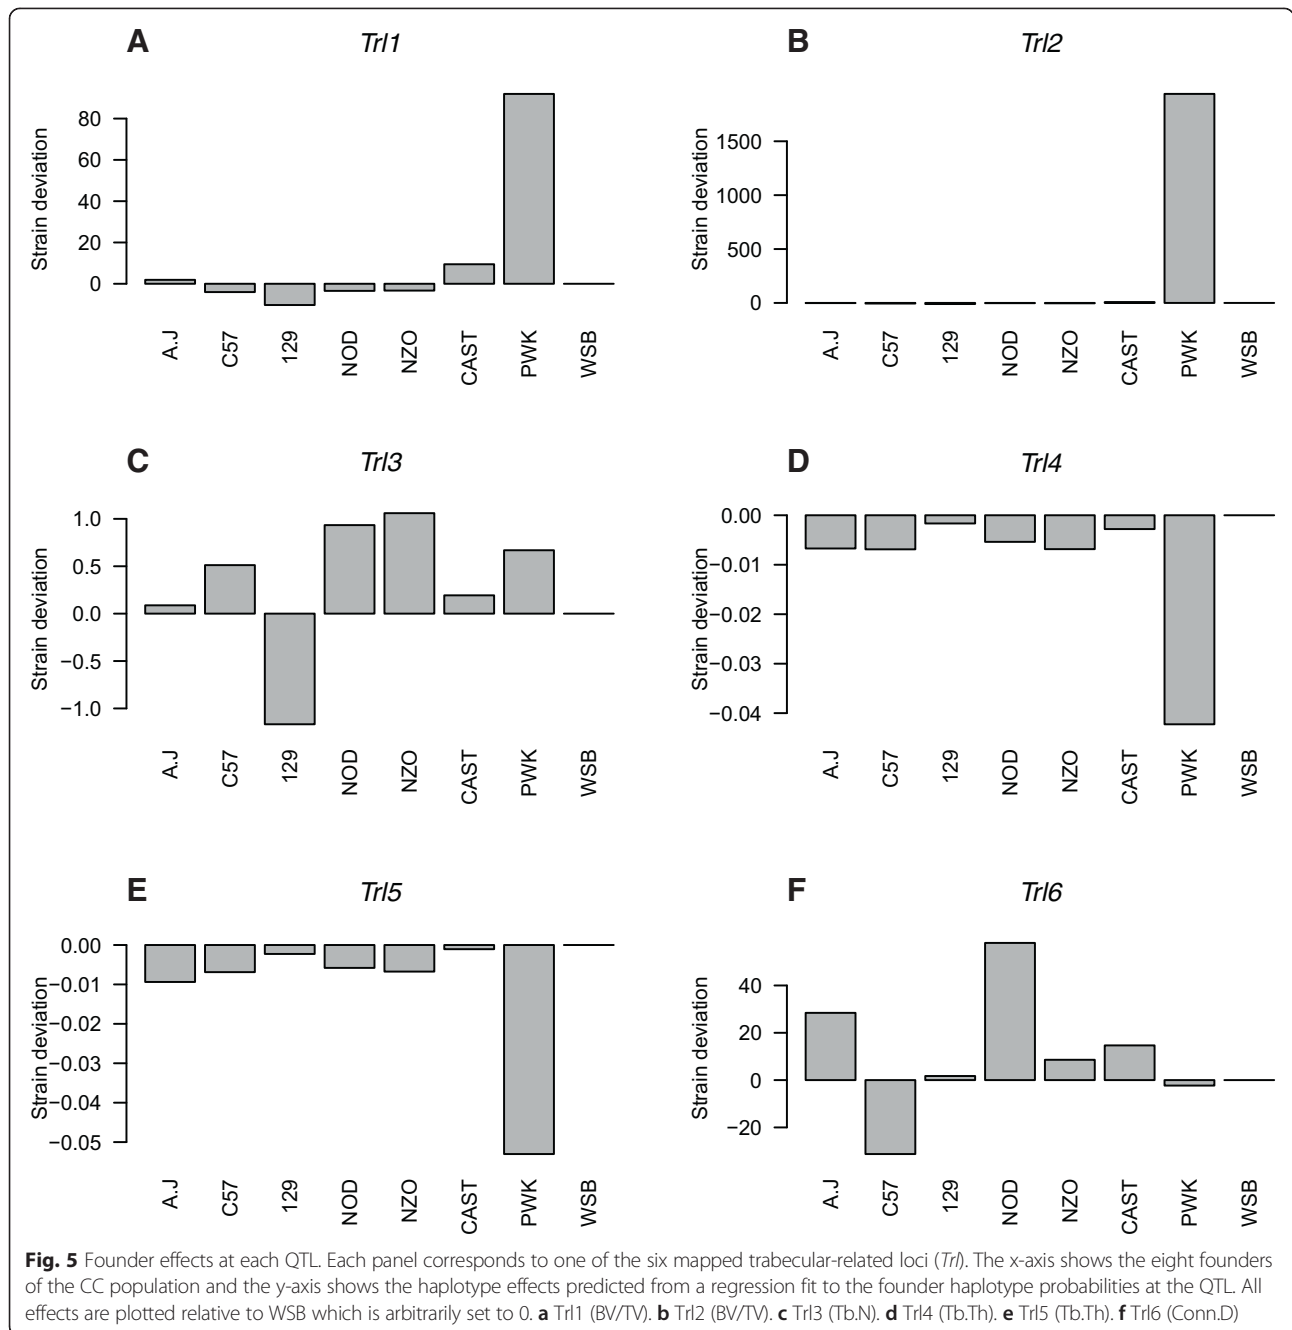 A
Trl1
Strain deviation
80
60
40
20
0
A.J
C57
129
NOD
NZO
CAST
PWK
WSB
B
Trl2
Strain deviation
1500
1000
500
0
A.J
C57
129
NOD
NZO
CAST
PWK
WSB
C
Trl3
Strain deviation
1.0
0.5
0.0
−0.5
−1.0
A.J
C57
129
NOD
NZO
CAST
PWK
WSB
D
Trl4
Strain deviation
0.00
−0.01
−0.02
−0.03
−0.04
A.J
C57
129
NOD
NZO
CAST
PWK
WSB
E
Trl5
Strain deviation
0.00
−0.01
−0.02
−0.03
−0.04
−0.05
A.J
C57
129
NOD
NZO
CAST
PWK
WSB
F
Trl6
Strain deviation
40
20
0
−20
A.J
C57
129
NOD
NZO
CAST
PWK
WSB
Fig. 5 Founder effects at each QTL. Each panel corresponds to one of the six mapped trabecular-related loci (Trl). The x-axis shows the eight founders
of the CC population and the y-axis shows the haplotype effects predicted from a regression fit to the founder haplotype probabilities at the QTL. All
effects are plotted relative to WSB which is arbitrarily set to 0. a Trl1 (BV/TV). b Trl2 (BV/TV). c Trl3 (Tb.N). d Trl4 (Tb.Th). e Trl5 (Tb.Th). f Trl6 (Conn.D)